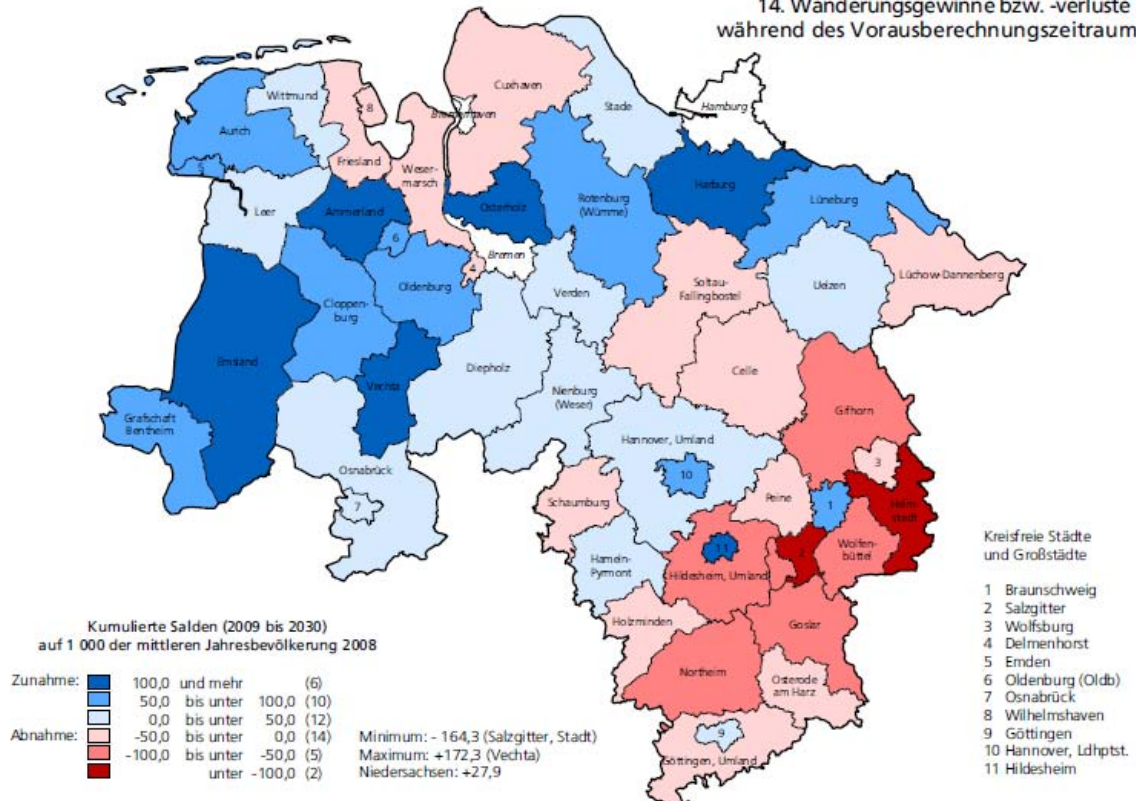 14. Wanderungsgewinne bzw. -verluste
während des Vorausberechnungszeitraum
Cuxhaven
Wittmund
8
Stade
Hamburg
Bremerhaven
Aurich
Friesland
Weser-
marsch
5
Harburg
Rotenburg
(Wümme)
Lüneburg
Leer
Ammerland
Osterholz
6
Bremen
4
Lüchow-Dannenberg
Soltau-
Fallingbostel
Uelzen
Oldenburg
Verden
Cloppen-
burg
Emsland
Diepholz
Celle
Vechta
Nienburg
(Weser)
Gifhorn
Grafschaft
Bentheim
Hannover, Umland
3
Osnabrück
10
Peine
Helm-
stedt
7
Schaumburg
1
11
2
Wolfen-
büttel
Hameln-
Pyrmont
Hildesheim, Umland
Holzminden
Goslar
Northeim
Osterode
am Harz
9
Göttingen, Umland
Kreisfreie Städte
und Großstädte
1 Braunschweig
2 Salzgitter
3 Wolfsburg
4 Delmenhorst
5 Emden
6 Oldenburg (Oldb)
7 Osnabrück
8 Wilhelmshaven
9 Göttingen
10 Hannover, Ldhptst.
11 Hildesheim
Kumulierte Salden (2009 bis 2030)
auf 1 000 der mittleren Jahresbevölkerung 2008
Zunahme: 100,0 und mehr (6)
50,0 bis unter 100,0 (10)
0,0 bis unter 50,0 (12)
Abnahme: -50,0 bis unter 0,0 (14) Minimum: - 164,3 (Salzgitter, Stadt)
-100,0 bis unter -50,0 (5) Maximum: +172,3 (Vechta)
unter -100,0 (2) Niedersachsen: +27,9